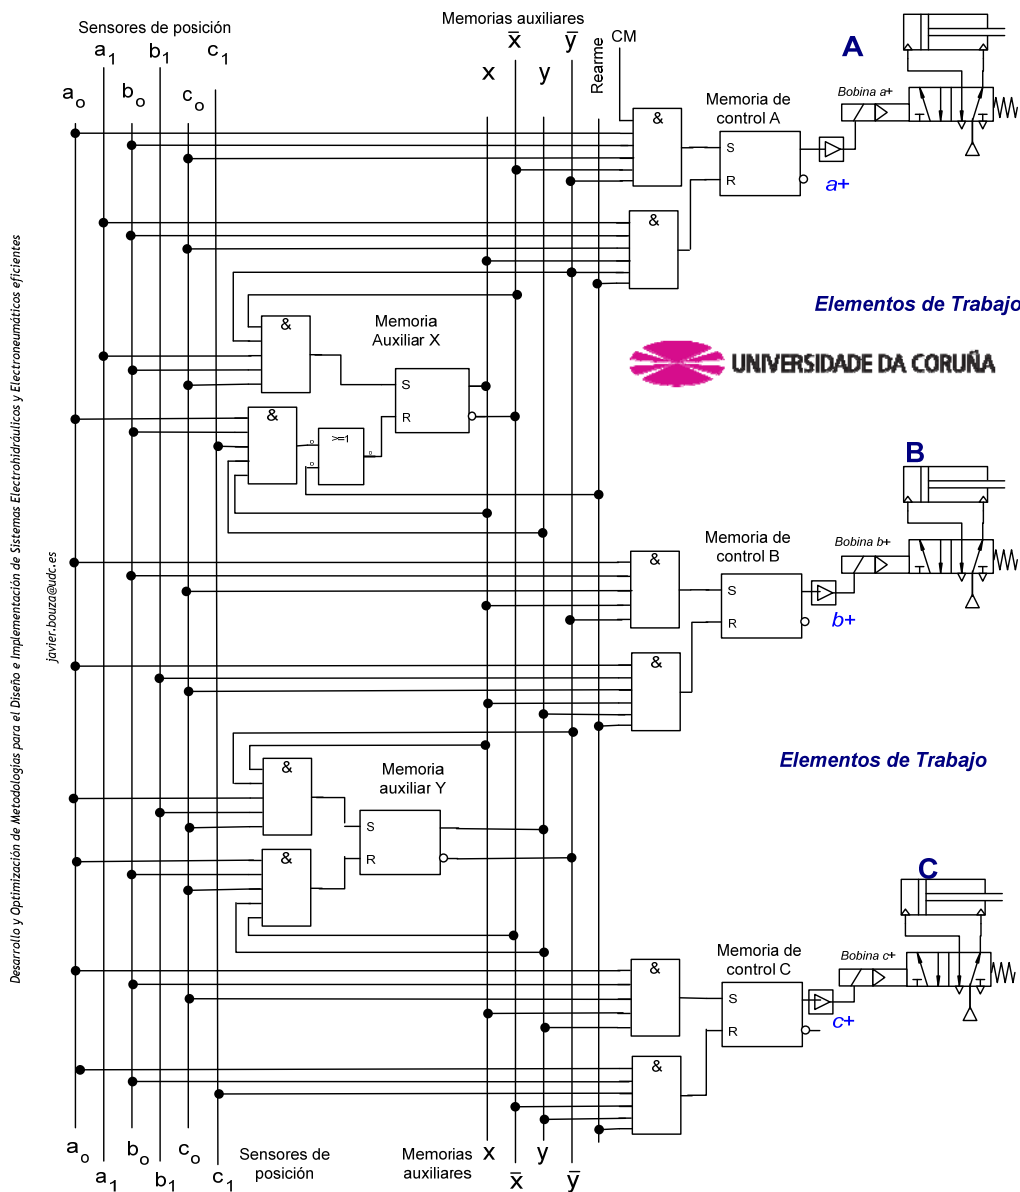 Sensores de posición
Memorias auxiliares
a1
b1
c1
x̅
y̅
x
y
Rearme
CM
ao
bo
co
A
Bobina a+
&
Memoria de
control A
S
R
a+
&
Elementos de Trabajo
&
Memoria
Auxiliar X
S
R
UNIVERSIDADE DA CORUÑA
&
>=1
o
o
o
B
Bobina b+
&
Memoria de
control B
S
R
b+
&
Elementos de Trabajo
&
Memoria
auxiliar Y
S
R
&
C
Bobina c+
&
Memoria de
control C
S
R
c+
&
ao
a1
bo
b1
co
c1
Sensores de
posición
Memorias
auxiliares
x
x̅
y
y̅
Desarrollo y Optimización de Metodologías para el Diseño e Implementación de Sistemas Electrohidráulicos y Electroneumáticos eficientes
javier.bouza@udc.es